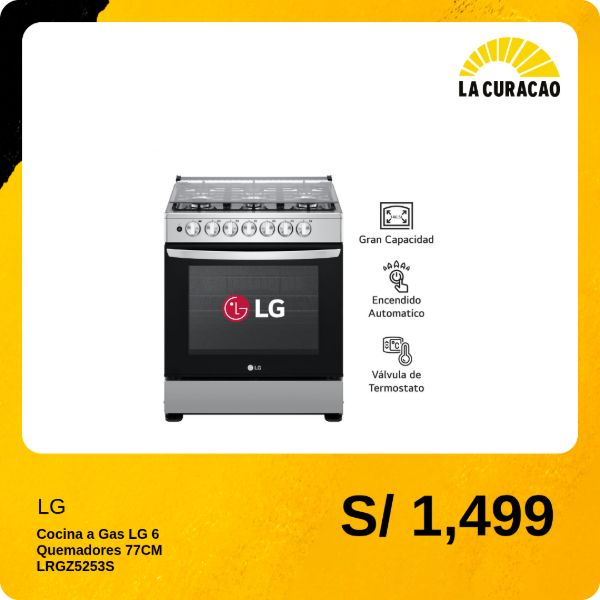 LA CURACAO
Gran Capacidad
Encendido
Automatico
°C
Válvula de
Termostato
LG
LG
LG
Cocina a Gas LG 6
Quemadores 77CM
LRGZ5253S
S/ 1,499